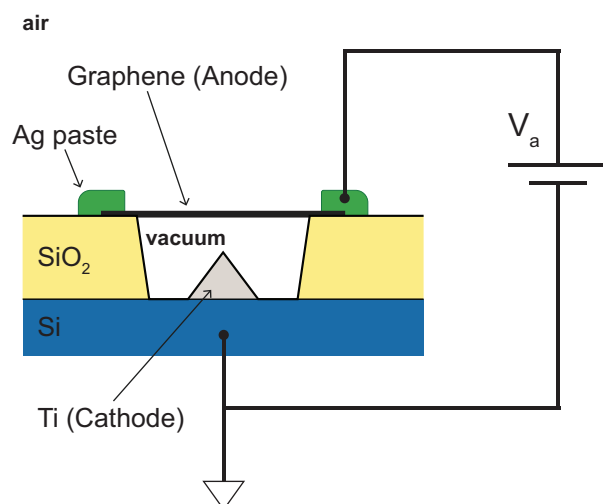 air
Graphene (Anode)
Ag paste
Vₐ
vacuum
SiO₂
Si
Ti (Cathode)